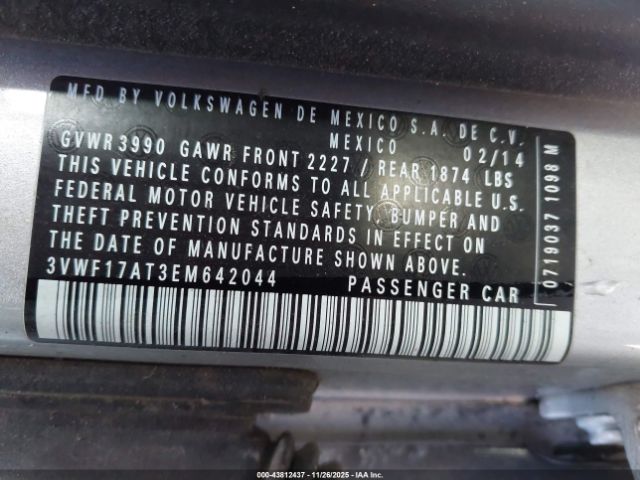 MFD BY VOLKSWAGEN DE MEXICO S.A. DE C.V.
MEXICO 02/14
GVWR 3990 GAWR FRONT 2227 / REAR 1874 LBS
THIS VEHICLE CONFORMS TO ALL APPLICABLE U.S.
FEDERAL MOTOR VEHICLE SAFETY, BUMPER AND
THEFT PREVENTION STANDARDS IN EFFECT ON
THE DATE OF MANUFACTURE SHOWN ABOVE.
3VWF17AT3EM642044 PASSENGER CAR
0719037 1098 M
000-43812437 - 11/26/2025 - IAA Inc.